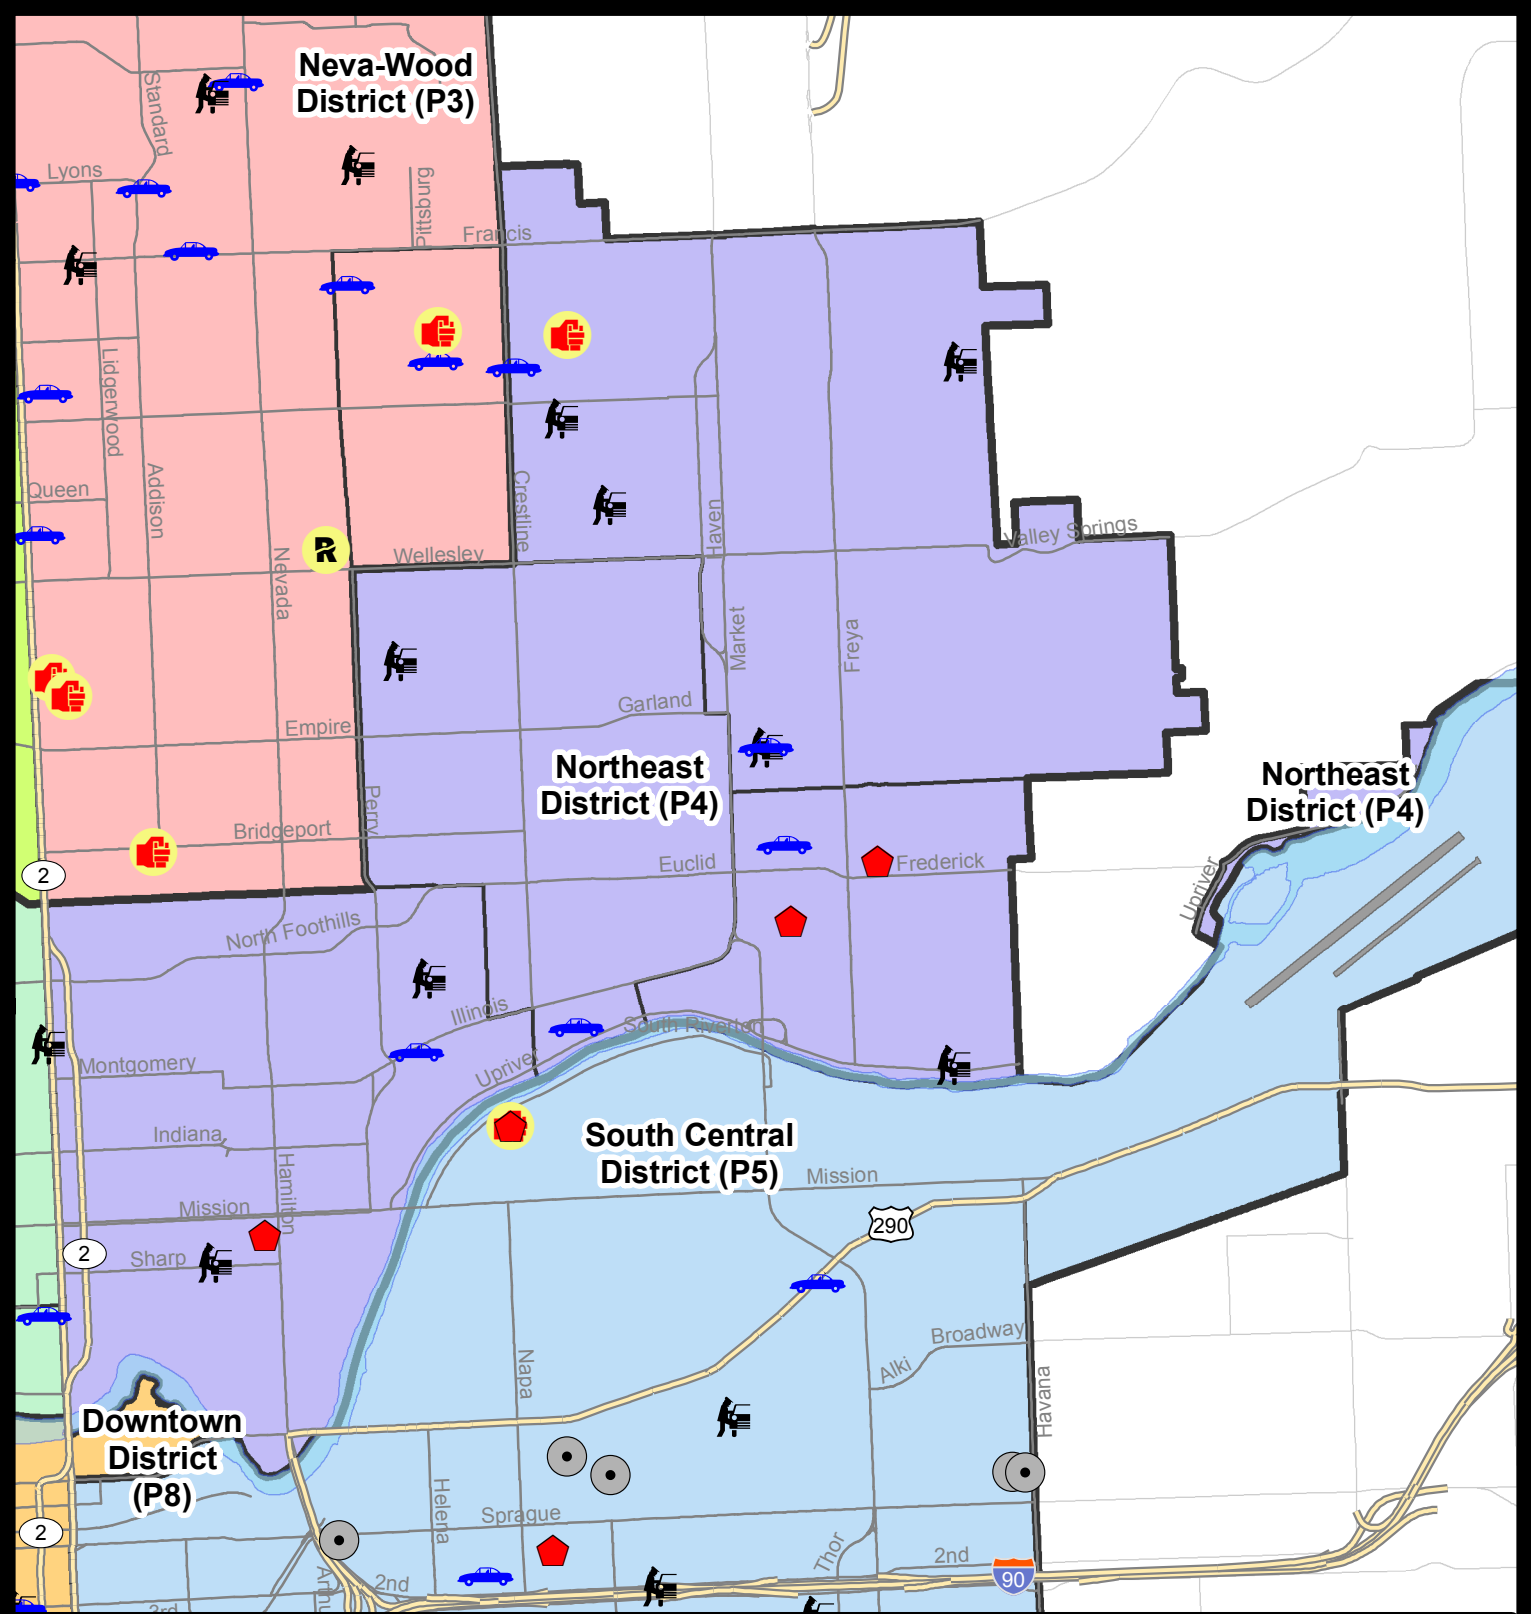 Neva-Wood
District (P3)
Standard
Lyons
Pittsburg
Francis
Lidgerwood
Addison
Queen
Crestline
Haven
Valley Springs
Wellesley
Nevada
Market
Freya
Garland
Empire
Northeast
District (P4)
Northeast
District (P4)
Perry
Bridgeport
Euclid
Frederick
Upriver
2
North Foothills
Illinois
South Riverton
Upriver
Montgomery
South Central
District (P5)
Indiana
Hamilton
Mission
Mission
290
2
Sharp
Broadway
Alki
Napa
Havana
Downtown
District
(P8)
Helena
Sprague
2
Thor
2nd
2nd
90
3rd